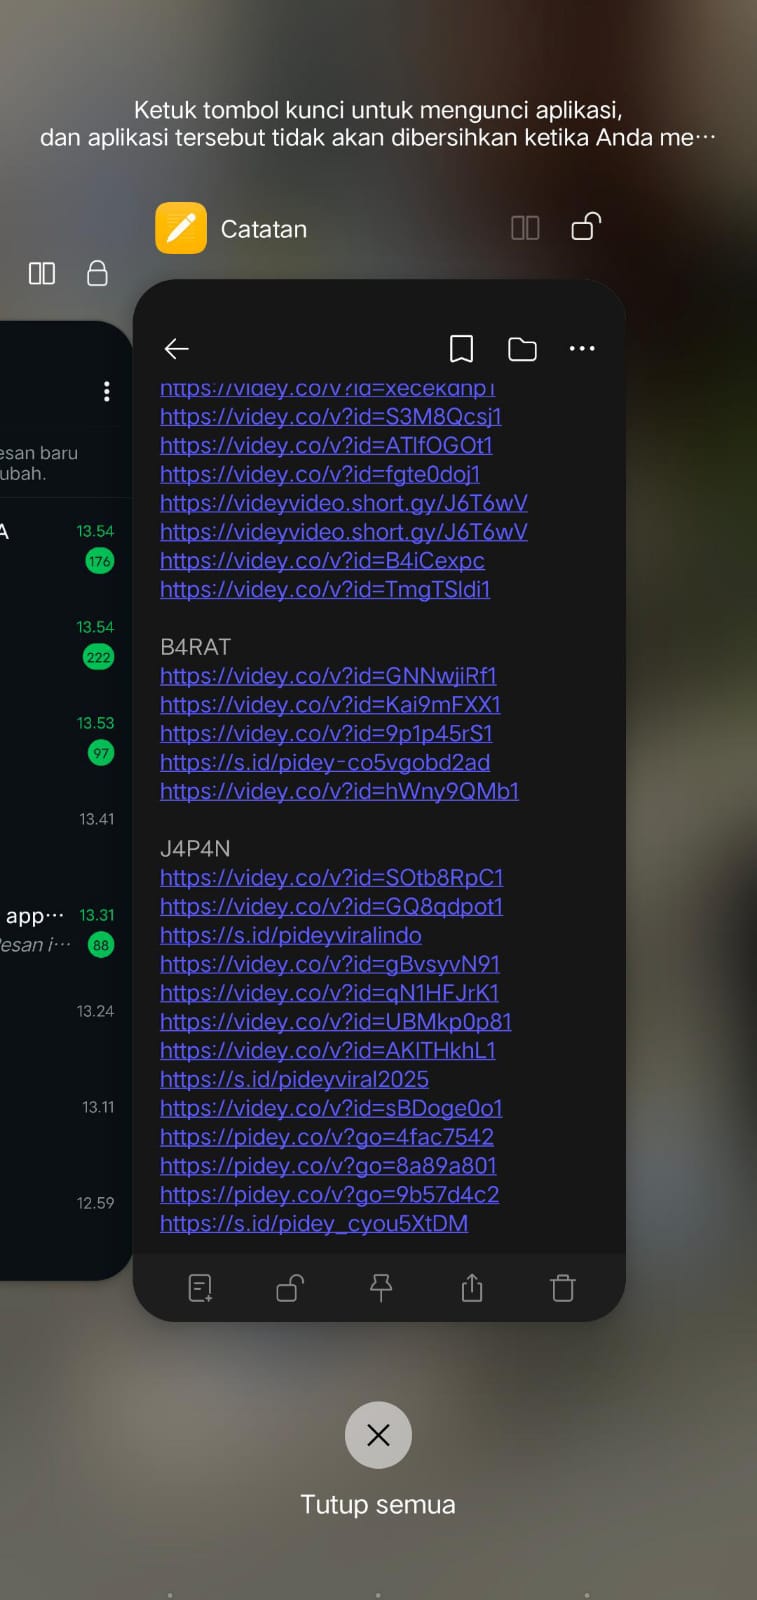 Ketuk tombol kunci untuk mengunci aplikasi,
dan aplikasi tersebut tidak akan dibersihkan ketika Anda me…
Catatan
esan baru
ubah.
A
13.54
176
13.54
222
13.53
97
13.41
app… 13.31
esan i… 88
13.24
13.11
12.59
https://videy.co/v?id=S3M8Qcsj1
https://videy.co/v?id=ATlfOGOt1
https://videy.co/v?id=fgte0doj1
https://videyvideo.short.gy/J6T6wV
https://videyvideo.short.gy/J6T6wV
https://videy.co/v?id=B4iCexpc
https://videy.co/v?id=TmgTSldi1
B4RAT
https://videy.co/v?id=GNNwjiRf1
https://videy.co/v?id=Kai9mFXX1
https://videy.co/v?id=9p1p45rS1
https://s.id/pidey-co5vgobd2ad
https://videy.co/v?id=hWny9QMb1
J4P4N
https://videy.co/v?id=SOtb8RpC1
https://videy.co/v?id=GQ8qdpot1
https://s.id/pideyviralindo
https://videy.co/v?id=gBvsyvN91
https://videy.co/v?id=qN1HFJrK1
https://videy.co/v?id=UBMkp0p81
https://videy.co/v?id=AKlTHkhL1
https://s.id/pideyviral2025
https://videy.co/v?id=sBDoge0o1
https://pidey.co/v?go=4fac7542
https://pidey.co/v?go=8a89a801
https://pidey.co/v?go=9b57d4c2
https://s.id/pidey_cyou5XtDM
Tutup semua